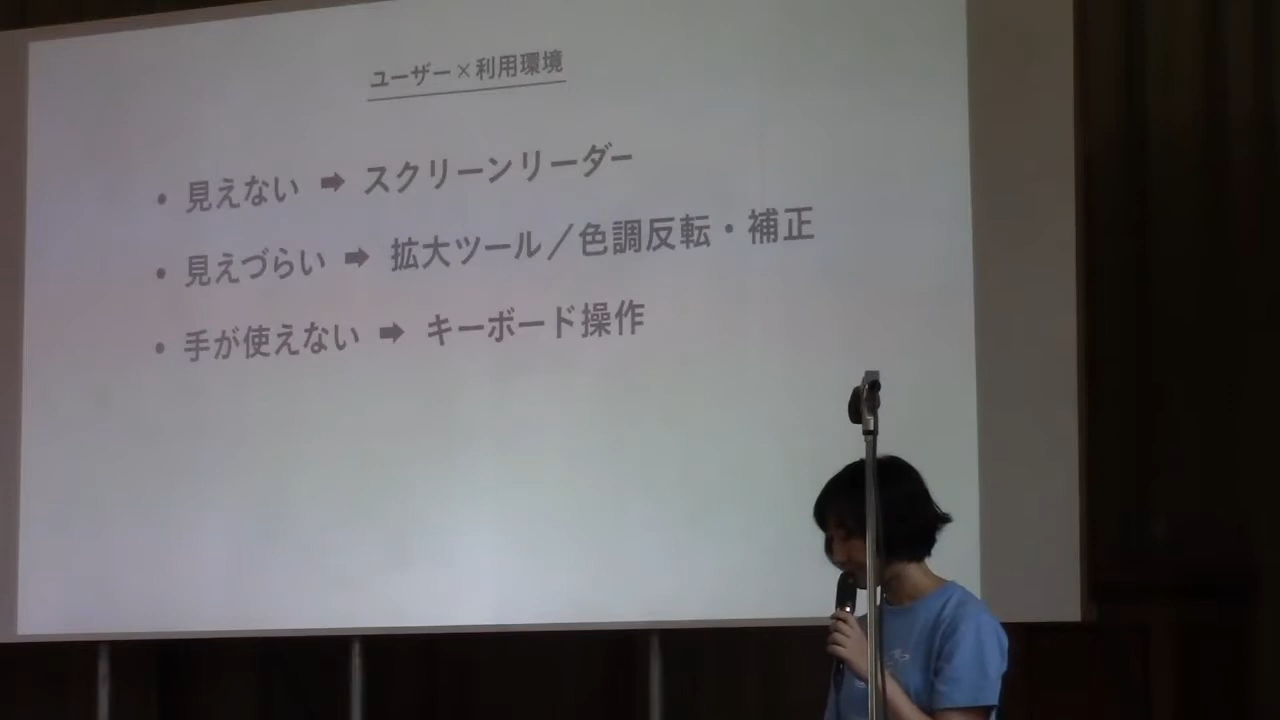 ユーザー×利用環境
• 見えない ➡ スクリーンリーダー
• 見えづらい ➡ 拡大ツール／色調反転・補正
• 手が使えない ➡ キーボード操作